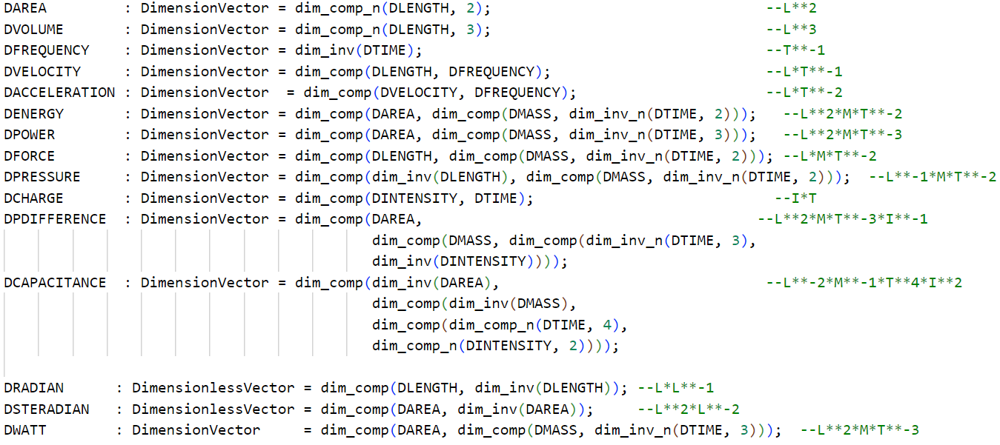 DAREA         : DimensionVector = dim_comp_n(DLENGTH, 2);                                --L**2
DVOLUME       : DimensionVector = dim_comp_n(DLENGTH, 3);                                --L**3
DFREQUENCY    : DimensionVector = dim_inv(DTIME);                                        --T**-1
DVELOCITY     : DimensionVector = dim_comp(DLENGTH, DFREQUENCY);                         --L*T**-1
DACCELERATION : DimensionVector  = dim_comp(DVELOCITY, DFREQUENCY);                      --L*T**-2
DENERGY       : DimensionVector = dim_comp(DAREA, dim_comp(DMASS, dim_inv_n(DTIME, 2)));   --L**2*M*T**-2
DPOWER        : DimensionVector = dim_comp(DAREA, dim_comp(DMASS, dim_inv_n(DTIME, 3)));   --L**2*M*T**-3
DFORCE        : DimensionVector = dim_comp(DLENGTH, dim_comp(DMASS, dim_inv_n(DTIME, 2))); --L*M*T**-2
DPRESSURE     : DimensionVector = dim_comp(dim_inv(DLENGTH), dim_comp(DMASS, dim_inv_n(DTIME, 2)));  --L**-1*M*T**-2
DCHARGE       : DimensionVector = dim_comp(DINTENSITY, DTIME);                            --I*T
DPDIFFERENCE  : DimensionVector = dim_comp(DAREA,                                       --L**2*M*T**-3*I**-1
                                           dim_comp(DMASS, dim_comp(dim_inv_n(DTIME, 3),
                                           dim_inv(DINTENSITY))));
DCAPACITANCE  : DimensionVector = dim_comp(dim_inv(DAREA),                               --L**-2*M**-1*T**4*I**2
                                           dim_comp(dim_inv(DMASS),
                                           dim_comp(dim_comp_n(DTIME, 4),
                                           dim_comp_n(DINTENSITY, 2))));
DRADIAN      : DimensionlessVector = dim_comp(DLENGTH, dim_inv(DLENGTH)); --L*L**-1
DSTERADIAN   : DimensionlessVector = dim_comp(DAREA, dim_inv(DAREA));     --L**2*L**-2
DWATT        : DimensionVector     = dim_comp(DAREA, dim_comp(DMASS, dim_inv_n(DTIME, 3)));  --L**2*M*T**-3